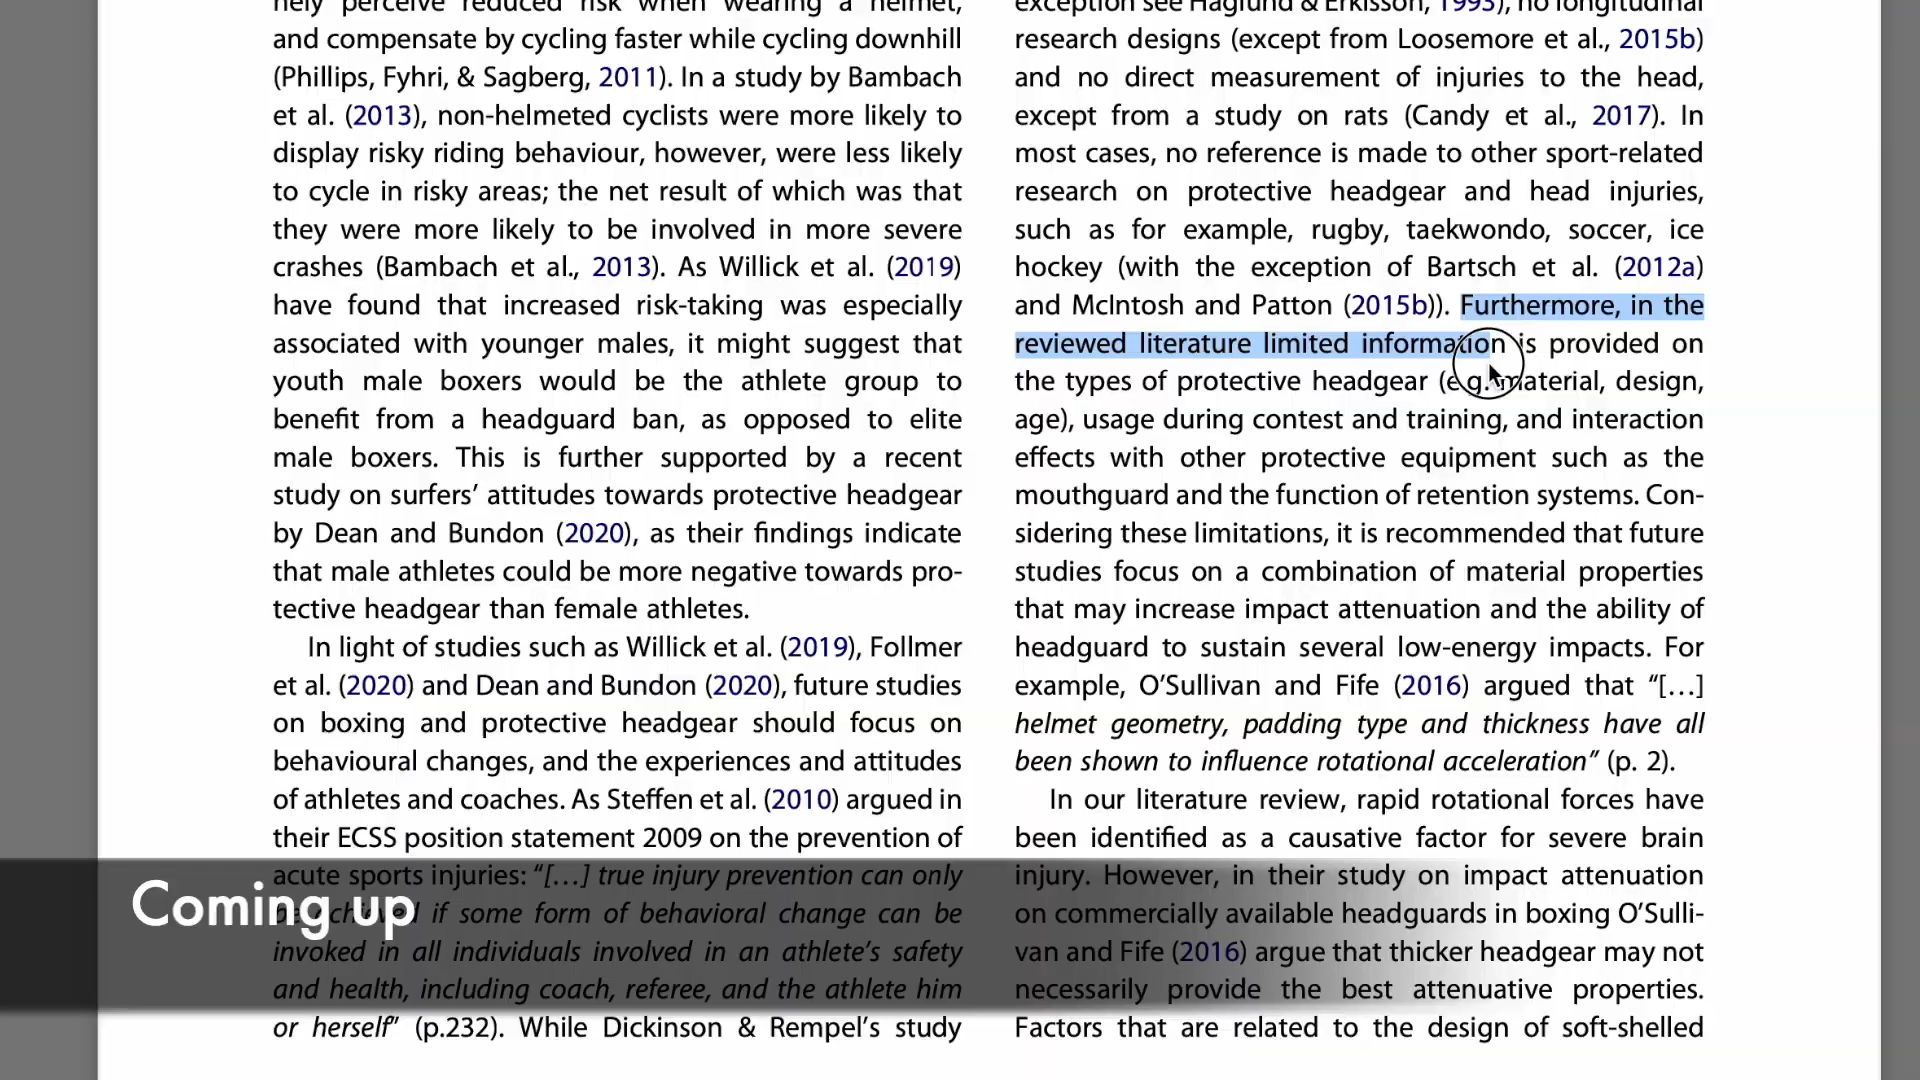 nely perceive reduced risk when wearing a helmet,
and compensate by cycling faster while cycling downhill
(Phillips, Fyhri, & Sagberg, 2011). In a study by Bambach
et al. (2013), non-helmeted cyclists were more likely to
display risky riding behaviour, however, were less likely
to cycle in risky areas; the net result of which was that
they were more likely to be involved in more severe
crashes (Bambach et al., 2013). As Willick et al. (2019)
have found that increased risk-taking was especially
associated with younger males, it might suggest that
youth male boxers would be the athlete group to
benefit from a headguard ban, as opposed to elite
male boxers. This is further supported by a recent
study on surfers’ attitudes towards protective headgear
by Dean and Bundon (2020), as their findings indicate
that male athletes could be more negative towards pro-
tective headgear than female athletes.
In light of studies such as Willick et al. (2019), Follmer
et al. (2020) and Dean and Bundon (2020), future studies
on boxing and protective headgear should focus on
behavioural changes, and the experiences and attitudes
of athletes and coaches. As Steffen et al. (2010) argued in
their ECSS position statement 2009 on the prevention of
acute sports injuries: “[…] true injury prevention can only
be achieved if some form of behavioral change can be
invoked in all individuals involved in an athlete’s safety
and health, including coach, referee, and the athlete him
or herself” (p.232). While Dickinson & Rempel’s study
exception see Haglund & Erkisson, 1993), no longitudinal
research designs (except from Loosemore et al., 2015b)
and no direct measurement of injuries to the head,
except from a study on rats (Candy et al., 2017). In
most cases, no reference is made to other sport-related
research on protective headgear and head injuries,
such as for example, rugby, taekwondo, soccer, ice
hockey (with the exception of Bartsch et al. (2012a)
and McIntosh and Patton (2015b)). Furthermore, in the
reviewed literature limited information is provided on
the types of protective headgear (e.g. material, design,
age), usage during contest and training, and interaction
effects with other protective equipment such as the
mouthguard and the function of retention systems. Con-
sidering these limitations, it is recommended that future
studies focus on a combination of material properties
that may increase impact attenuation and the ability of
headguard to sustain several low-energy impacts. For
example, O’Sullivan and Fife (2016) argued that “[…]
helmet geometry, padding type and thickness have all
been shown to influence rotational acceleration” (p. 2).
In our literature review, rapid rotational forces have
been identified as a causative factor for severe brain
injury. However, in their study on impact attenuation
on commercially available headguards in boxing O’Sulli-
van and Fife (2016) argue that thicker headgear may not
necessarily provide the best attenuative properties.
Factors that are related to the design of soft-shelled
Coming up